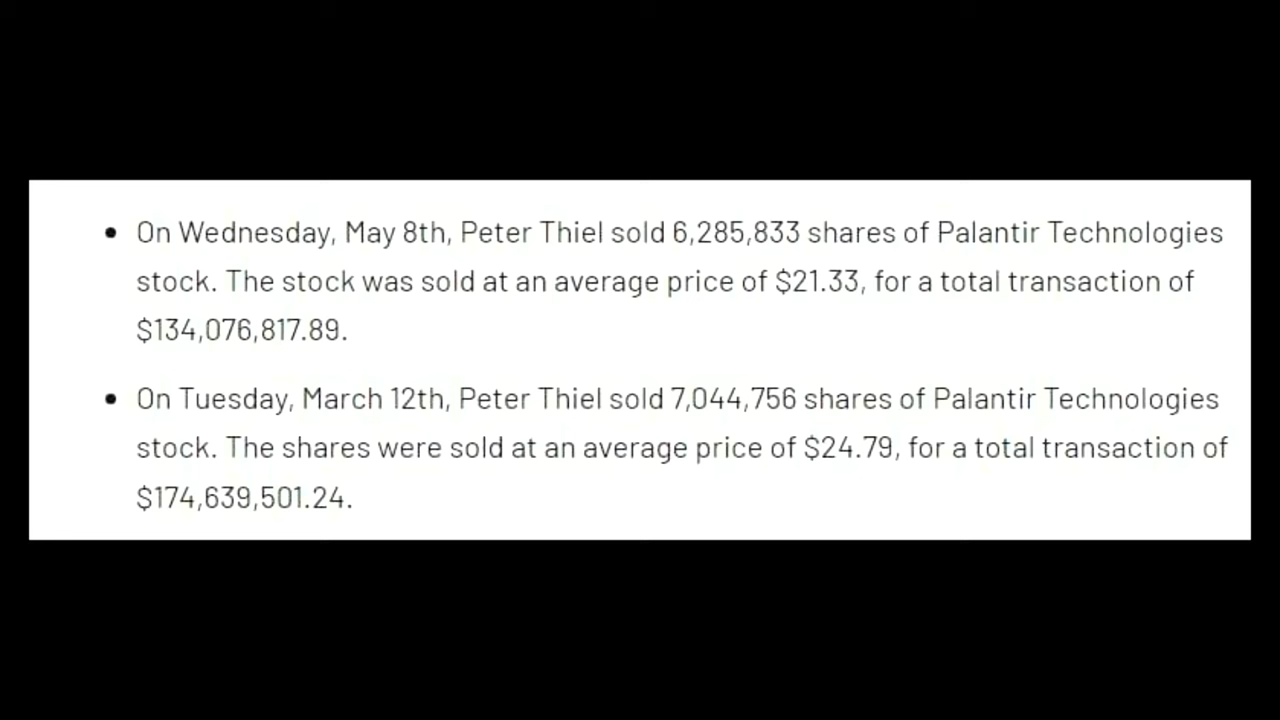 • On Wednesday, May 8th, Peter Thiel sold 6,285,833 shares of Palantir Technologies
stock. The stock was sold at an average price of $21.33, for a total transaction of
$134,076,817.89.
• On Tuesday, March 12th, Peter Thiel sold 7,044,756 shares of Palantir Technologies
stock. The shares were sold at an average price of $24.79, for a total transaction of
$174,639,501.24.